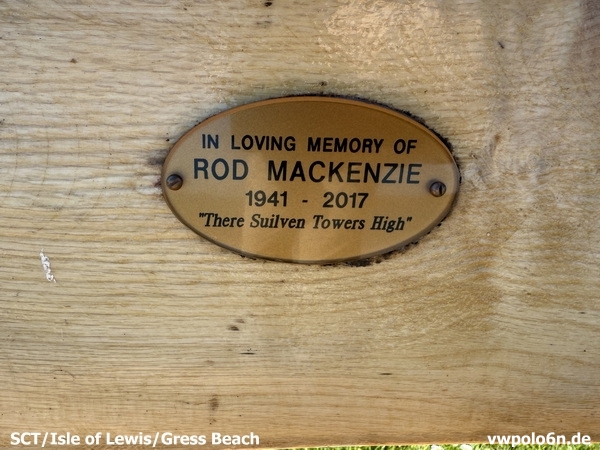 IN LOVING MEMORY OF
ROD MACKENZIE
1941 - 2017
"There Suilven Towers High"
SCT/Isle of Lewis/Gress Beach
vwpolo6n.de